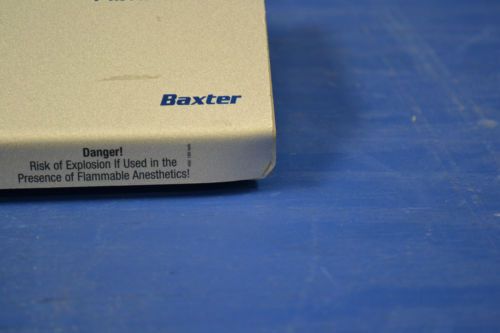 Baxter
Danger!
Risk of Explosion If Used in the
Presence of Flammable Anesthetics!